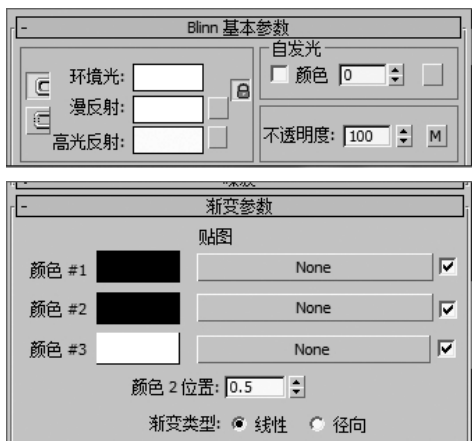 Blinn 基本参数
自发光
环境光:
颜色 0
漫反射:
高光反射:
不透明度: 100 M
渐变参数
贴图
颜色 #1 None
颜色 #2 None
颜色 #3 None
颜色 2 位置: 0.5
渐变类型: 线性 径向